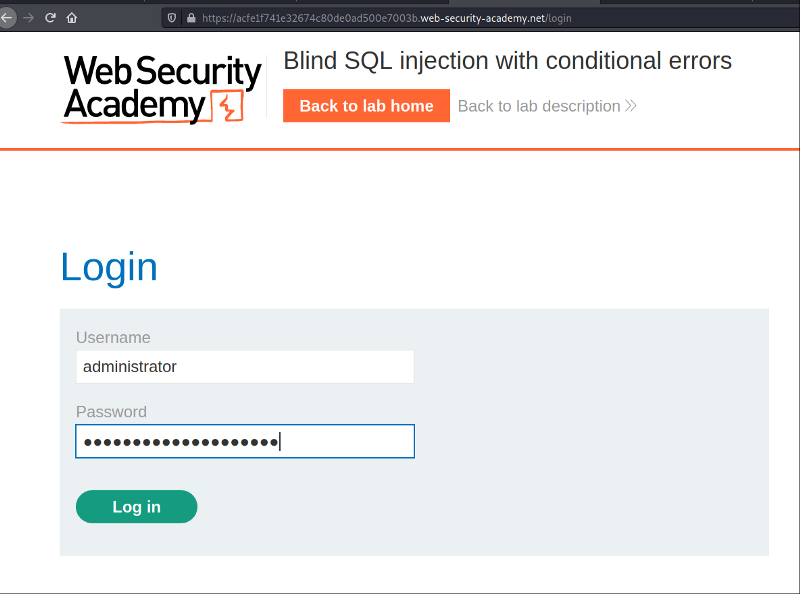 https://acfe1f741e32674c80de0ad500e7003b.web-security-academy.net/login
Web Security
Academy
Blind SQL injection with conditional errors
Back to lab home
Back to lab description
Login
Username
administrator
Password
Log in